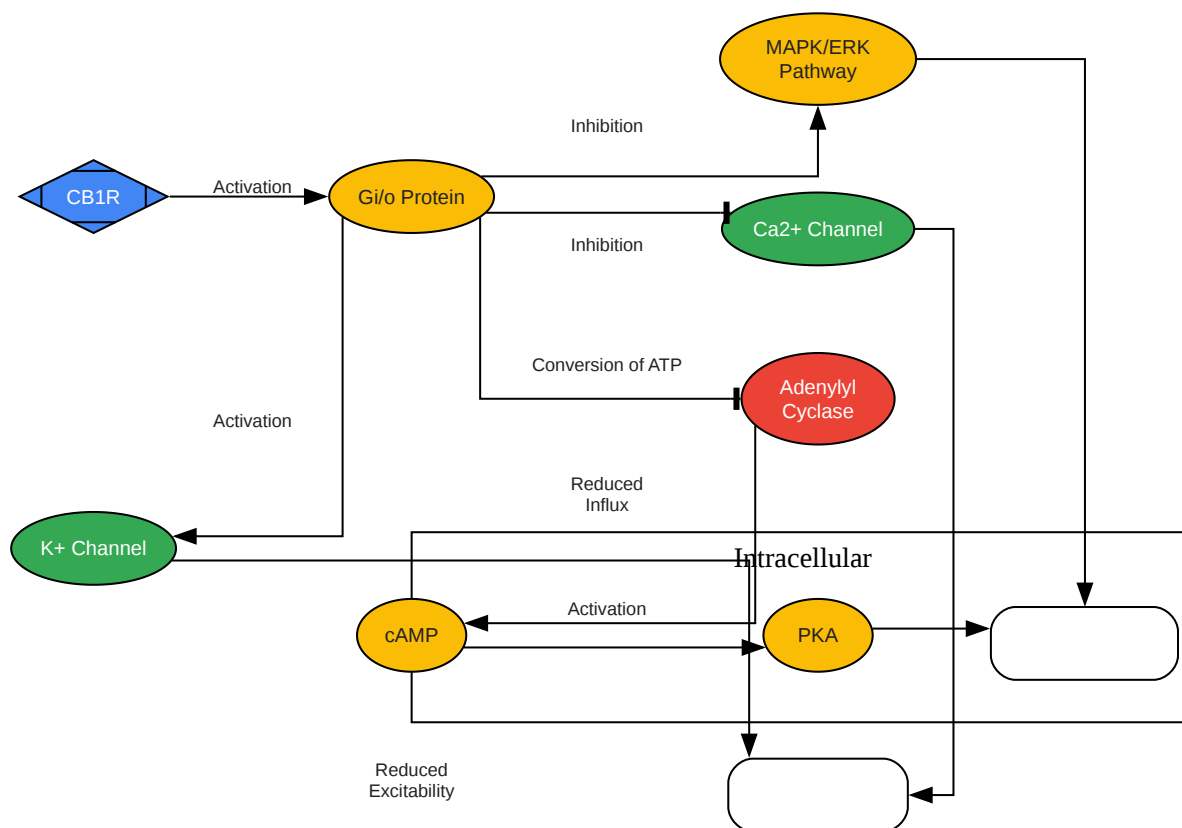 MAPK/ERK
Pathway
Inhibition
CB1R
Activation
Gi/o Protein
Ca2+ Channel
Inhibition
Conversion of ATP
Adenylyl
Cyclase
Activation
Reduced
Influx
K+ Channel
Intracellular
Activation
cAMP
PKA
Reduced
Excitability